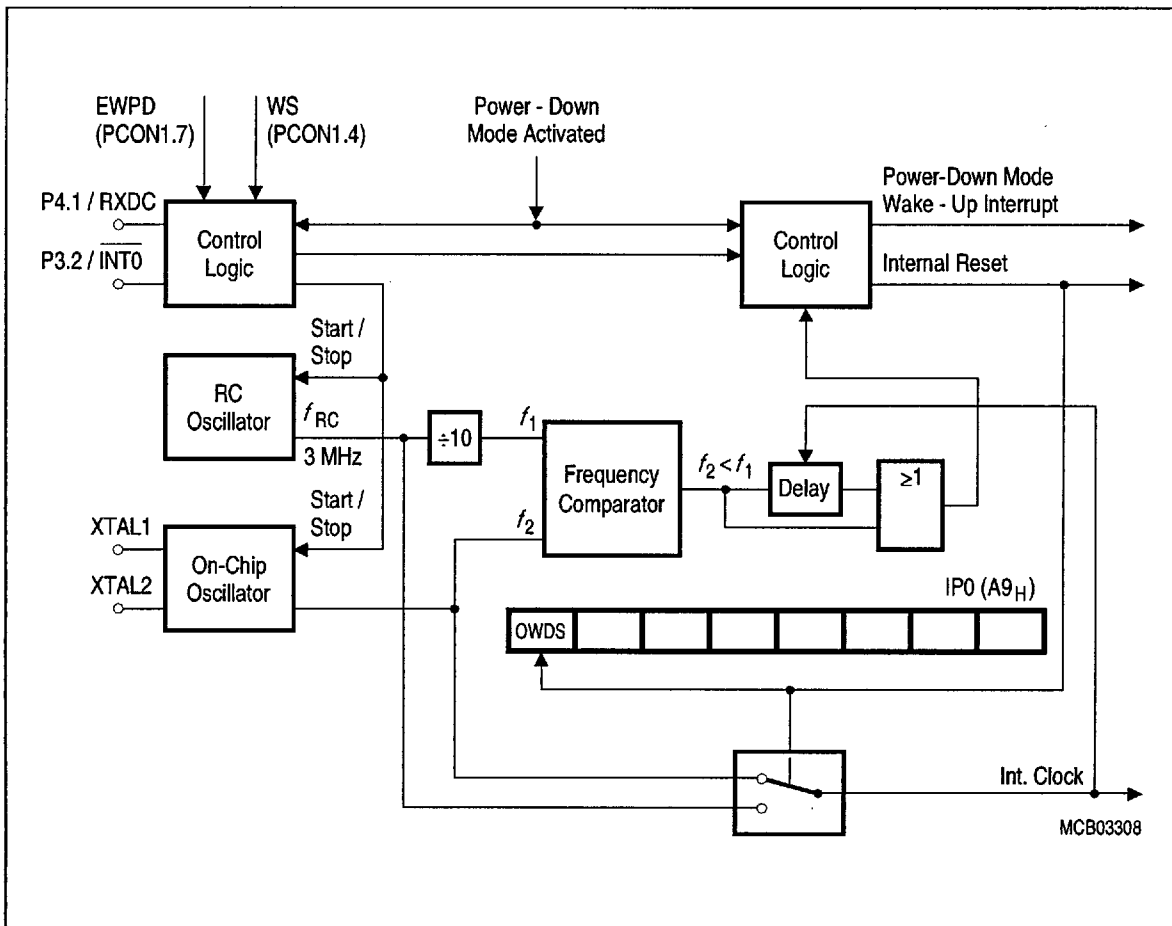 EWPD
(PCON1.7)
WS
(PCON1.4)
Power - Down
Mode Activated
P4.1 / RXDC
P3.2 / INT0
Control
Logic
Control
Logic
Power-Down Mode
Wake - Up Interrupt
Internal Reset
Start /
Stop
RC
Oscillator
fRC
3 MHz
÷10
f1
f2
Frequency
Comparator
f2 < f1
Delay
≥1
Start /
Stop
XTAL1
XTAL2
On-Chip
Oscillator
IP0 (A9H)
OWDS
Int. Clock
MCB03308